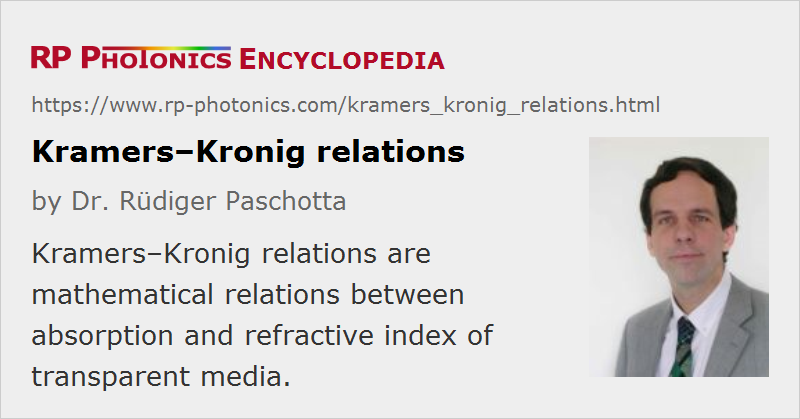 RP PHOTONICS ENCYCLOPEDIA
https://www.rp-photonics.com/kramers_kronig_relations.html
Kramers–Kronig relations
by Dr. Rüdiger Paschotta
Kramers–Kronig relations are
mathematical relations between
absorption and refractive index of
transparent media.